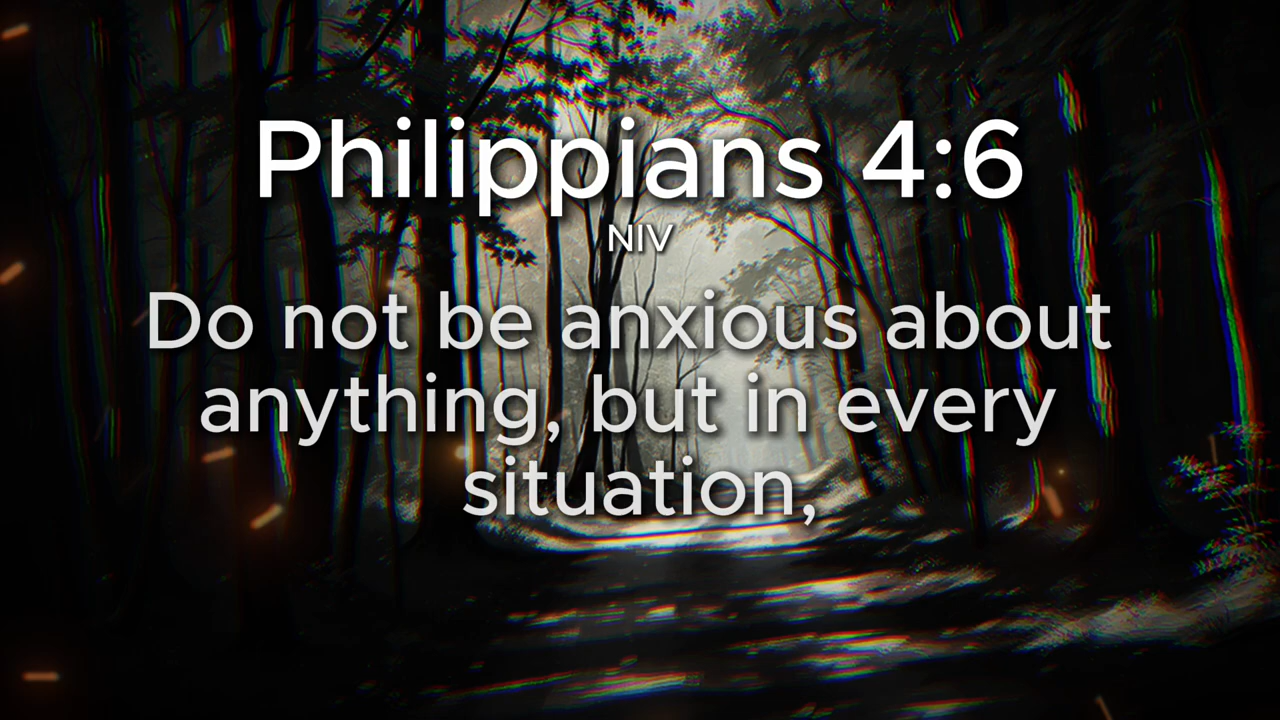 Philippians 4:6
NIV
Do not be anxious about
anything, but in every
situation,